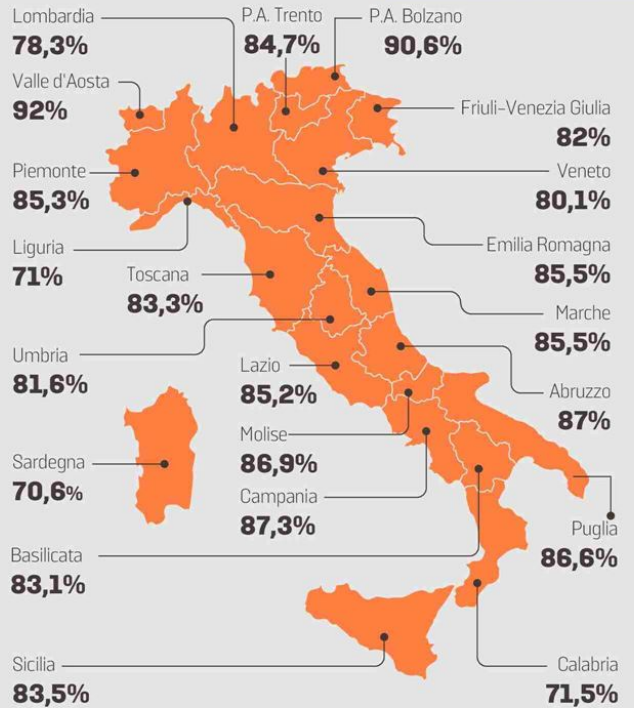 Lombardia
78,3%
P.A. Trento
84,7%
P.A. Bolzano
90,6%
Valle d'Aosta
92%
Friuli-Venezia Giulia
82%
Piemonte
85,3%
Veneto
80,1%
Liguria
71%
Emilia Romagna
85,5%
Toscana
83,3%
Marche
85,5%
Umbria
81,6%
Lazio
85,2%
Abruzzo
87%
Molise
86,9%
Sardegna
70,6%
Campania
87,3%
Puglia
86,6%
Basilicata
83,1%
Sicilia
83,5%
Calabria
71,5%